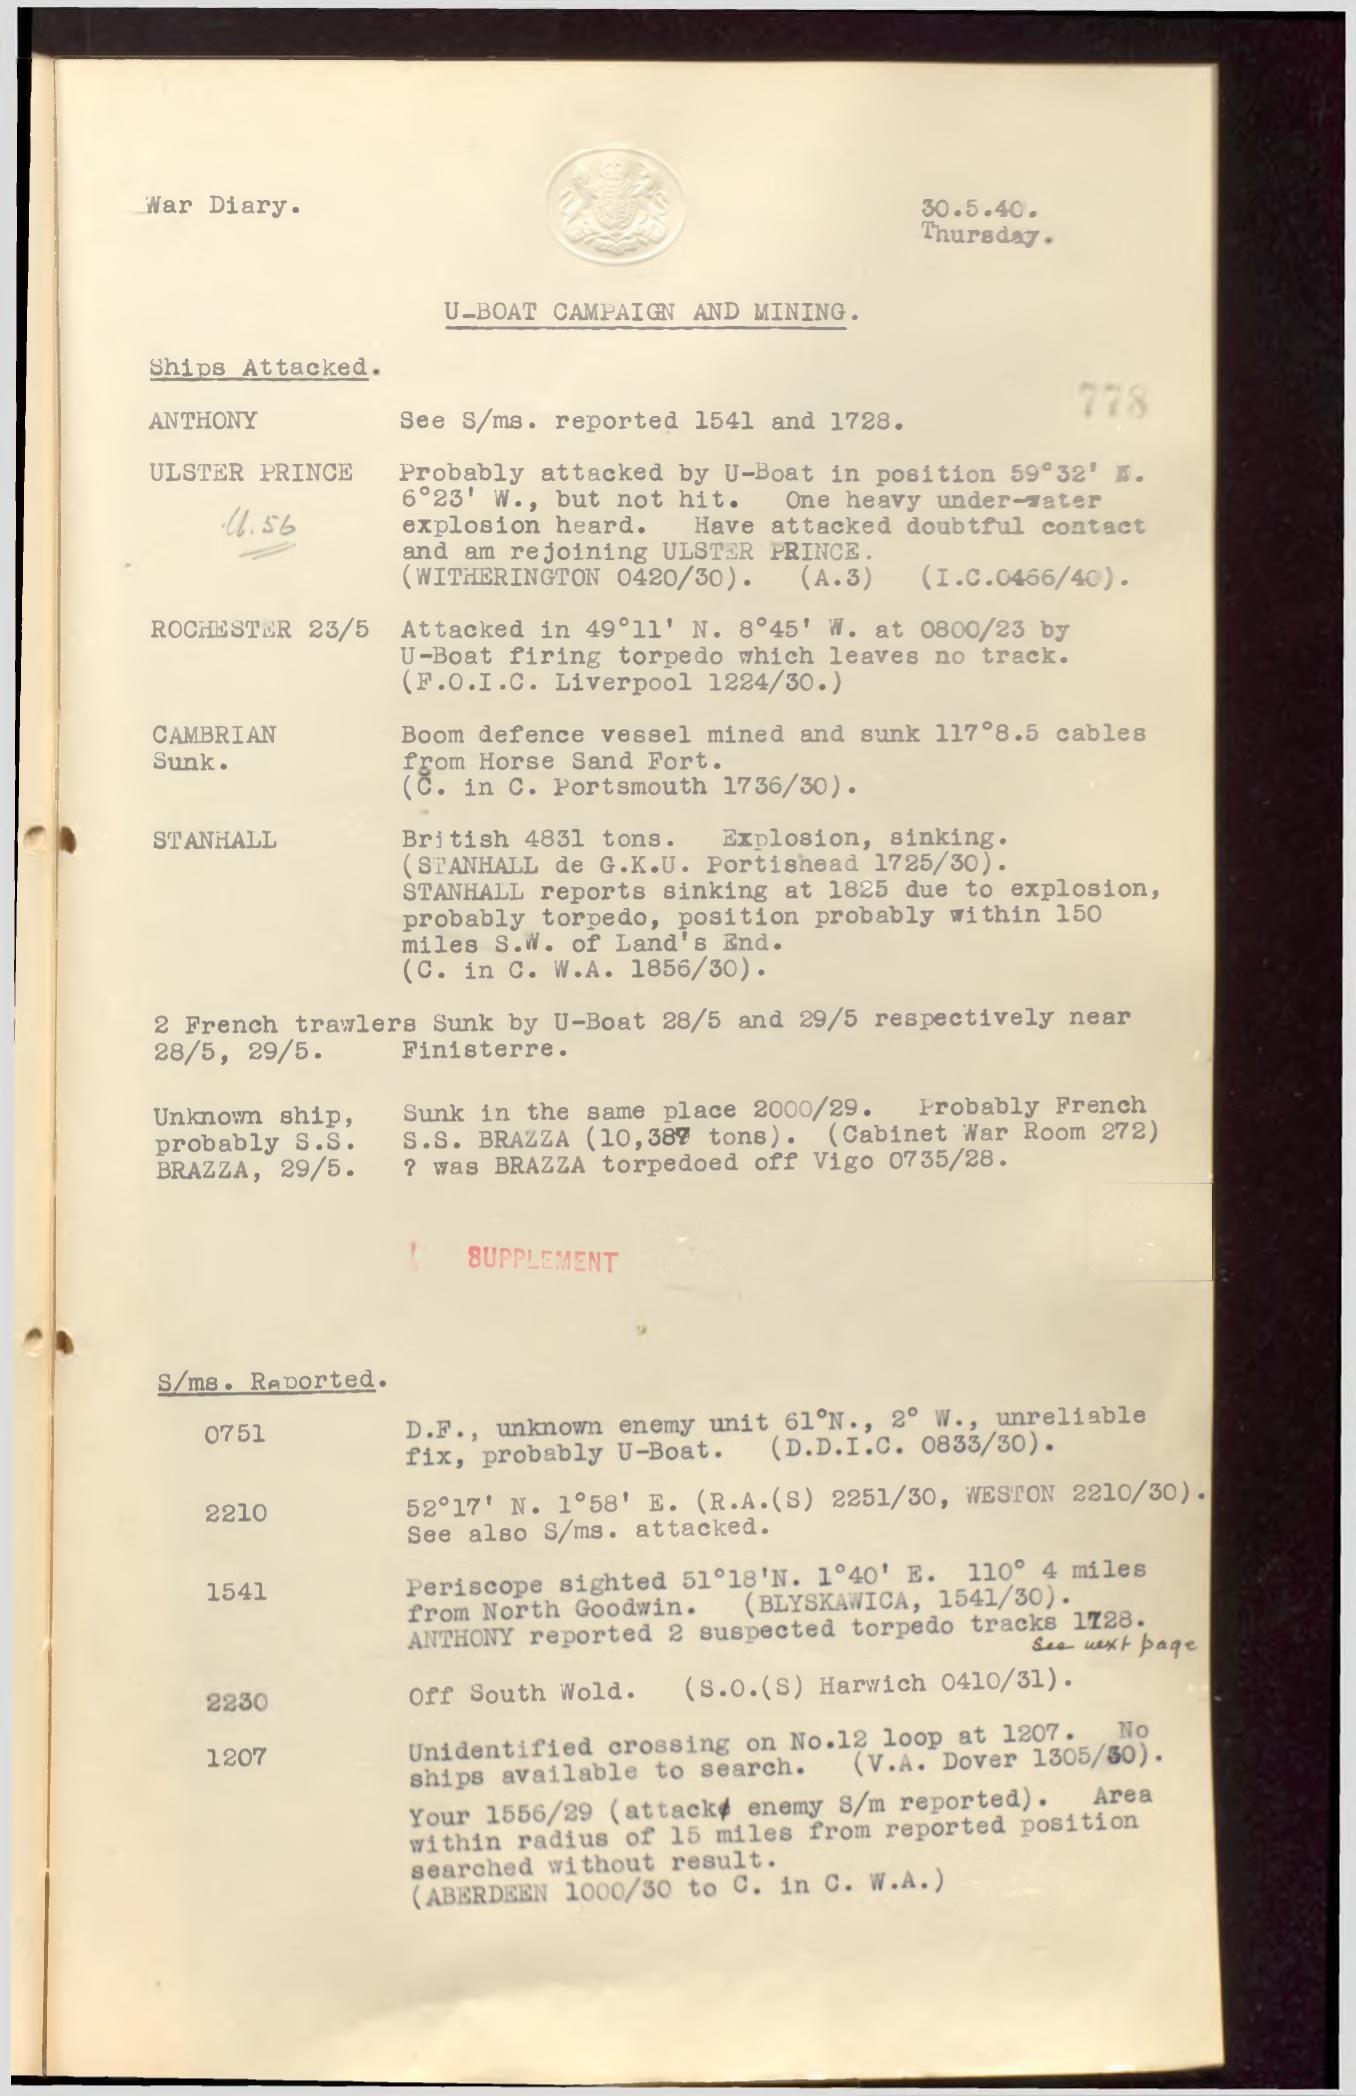 War Diary.
30.5.40.
Thursday.
U-BOAT CAMPAIGN AND MINING.
Ships Attacked.
778
ANTHONY See S/ms. reported 1541 and 1728.
ULSTER PRINCE Probably attacked by U-Boat in position 59°32' N.
6°23' W., but not hit. One heavy under-water
U.56 explosion heard. Have attacked doubtful contact
and am rejoining ULSTER PRINCE.
(WITHERINGTON 0420/30). (A.3) (I.C.0466/40).
ROCHESTER 23/5 Attacked in 49°11' N. 8°45' W. at 0800/23 by
U-Boat firing torpedo which leaves no track.
(F.O.I.C. Liverpool 1224/30.)
CAMBRIAN Boom defence vessel mined and sunk 117°8.5 cables
Sunk. from Horse Sand Fort.
(C. in C. Portsmouth 1736/30).
STANHALL British 4831 tons. Explosion, sinking.
(STANHALL de G.K.U. Portishead 1725/30).
STANHALL reports sinking at 1825 due to explosion,
probably torpedo, position probably within 150
miles S.W. of Land's End.
(C. in C. W.A. 1856/30).
2 French trawlers Sunk by U-Boat 28/5 and 29/5 respectively near
28/5, 29/5. Finisterre.
Unknown ship, Sunk in the same place 2000/29. Probably French
probably S.S. S.S. BRAZZA (10,387 tons). (Cabinet War Room 272)
BRAZZA, 29/5. ? was BRAZZA torpedoed off Vigo 0735/28.
SUPPLEMENT
S/ms. Reported.
0751 D.F., unknown enemy unit 61°N., 2° W., unreliable
fix, probably U-Boat. (D.D.I.C. 0833/30).
2210 52°17' N. 1°58' E. (R.A.(S) 2251/30, WESTON 2210/30).
See also S/ms. attacked.
1541 Periscope sighted 51°18'N. 1°40' E. 110° 4 miles
from North Goodwin. (BLYSKAWICA, 1541/30).
ANTHONY reported 2 suspected torpedo tracks 1728.
See next page
2230 Off South Wold. (S.O.(S) Harwich 0410/31).
1207 Unidentified crossing on No.12 loop at 1207. No
ships available to search. (V.A. Dover 1305/30).
Your 1556/29 (attack enemy S/m reported). Area
within radius of 15 miles from reported position
searched without result.
(ABERDEEN 1000/30 to C. in C. W.A.)